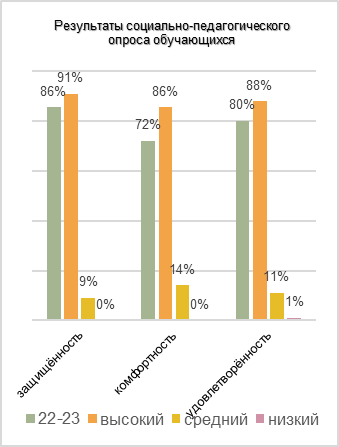 Результаты социально-педагогического
опроса обучающихся
86% 91% 9% 0%
72% 86% 14% 0%
80% 88% 11% 1%
защищённость
комфортность
удовлетворённость
22-23 высокий средний низкий